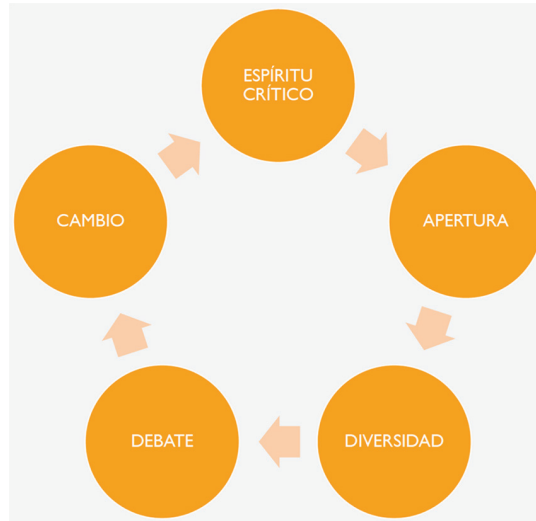 ESPÍRITU
CRÍTICO
APERTURA
DIVERSIDAD
DEBATE
CAMBIO